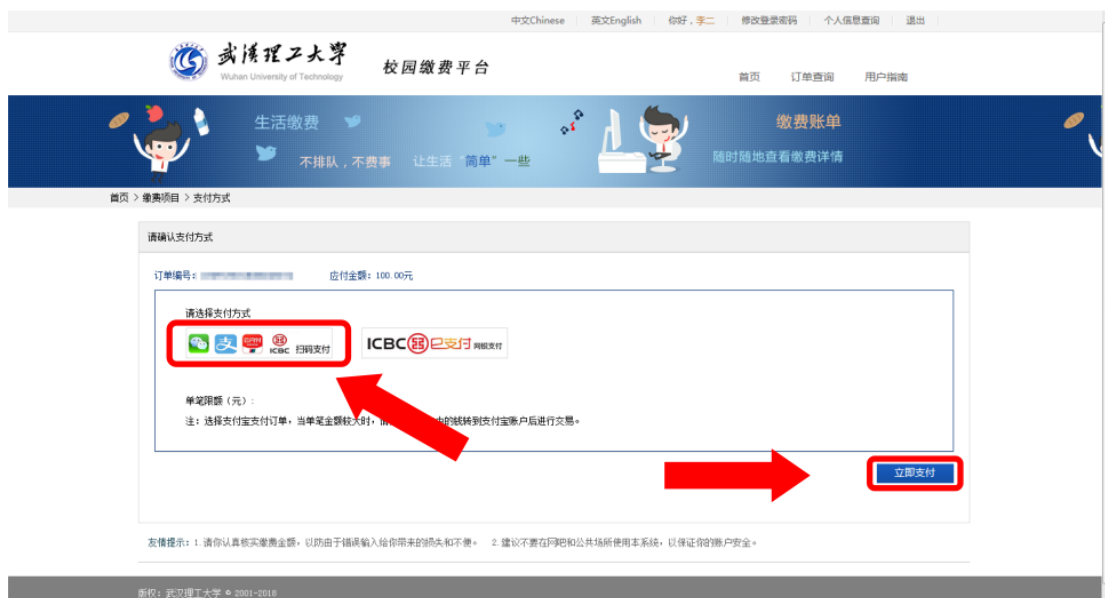 中文Chinese 英文English 你好，李二 修改登录密码 个人信息查询 退出
武漢理工大学
Wuhan University of Technology
校园缴费平台
首页 订单查询 用户指南
生活缴费
不排队，不费事 让生活“简单”一些
缴费账单
随时随地查看缴费详情
首页 > 缴费项目 > 支付方式
请确认支付方式
订单编号： 应付金额：100.00元
请选择支付方式
ICBC 扫码支付
ICBC e支付 网银支付
单笔限额（元）：
注：选择支付宝支付订单，当单笔金额较大时，的钱转到支付宝账户后进行交易。
立即支付
友情提示：1.请你认真核实缴费金额，以防由于错误输入给你带来的损失和不便。 2.建议不要在网吧和公共场所使用本系统，以保证你的账户安全。
版权：武汉理工大学 © 2001-2018